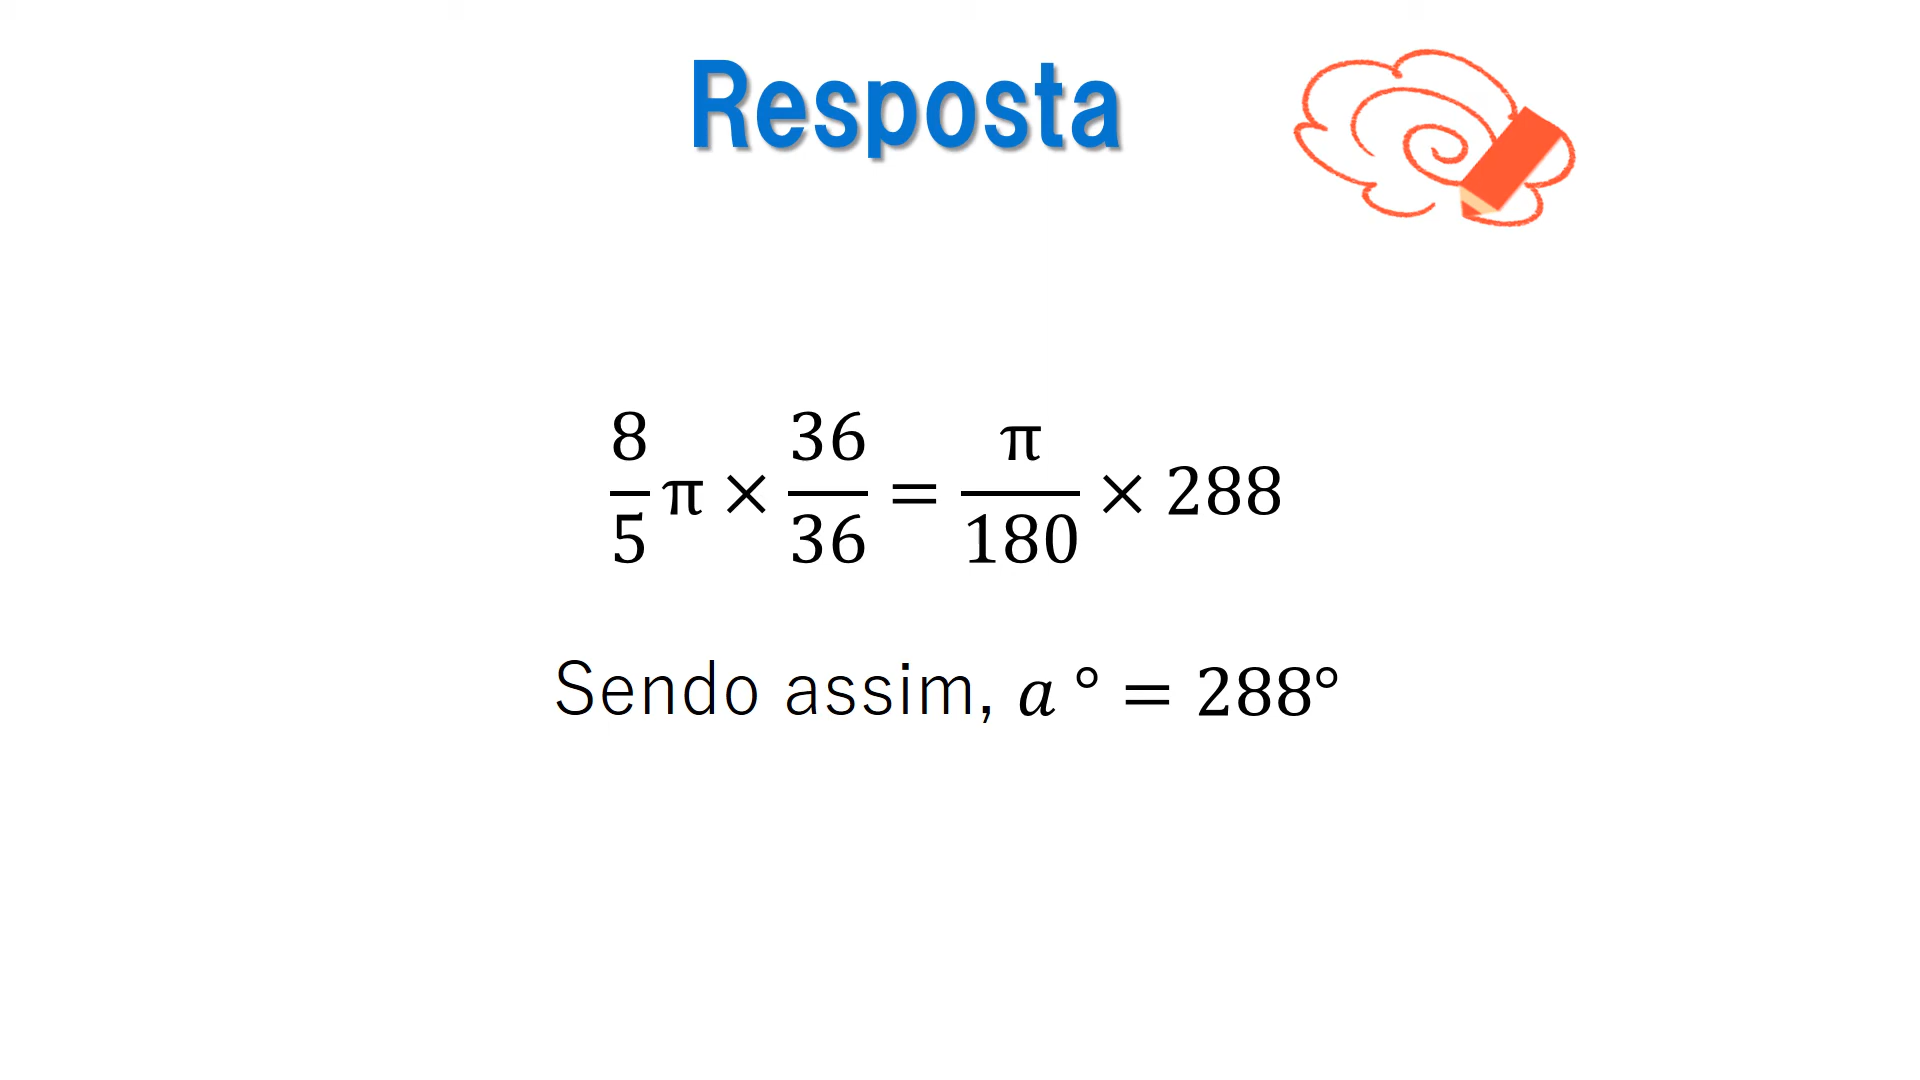 Resposta
8/5 π × 36/36 = π/180 × 288
Sendo assim, a ° = 288°